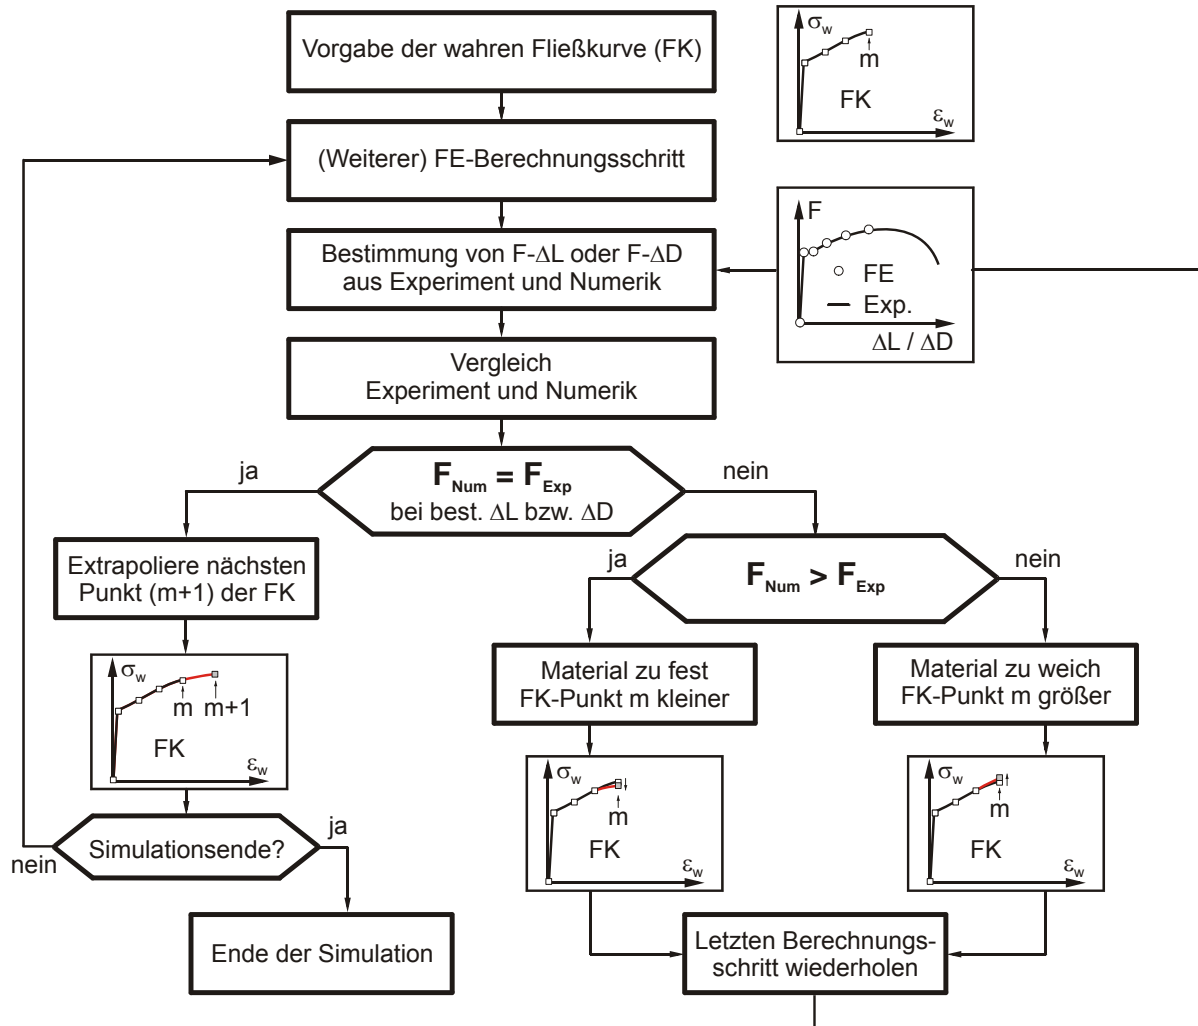 Vorgabe der wahren Fließkurve (FK)
σw
m
FK
εw
(Weiterer) FE-Berechnungsschritt
Bestimmung von F-ΔL oder F-ΔD
aus Experiment und Numerik
F
FE
Exp.
ΔL / ΔD
Vergleich
Experiment und Numerik
ja
FNum = FExp
bei best. ΔL bzw. ΔD
nein
Extrapoliere nächsten
Punkt (m+1) der FK
ja
FNum > FExp
nein
σw
m m+1
FK
εw
Material zu fest
FK-Punkt m kleiner
Material zu weich
FK-Punkt m größer
σw
m
FK
εw
σw
m
FK
εw
nein
Simulationsende?
ja
Ende der Simulation
Letzten Berechnungs-
schritt wiederholen